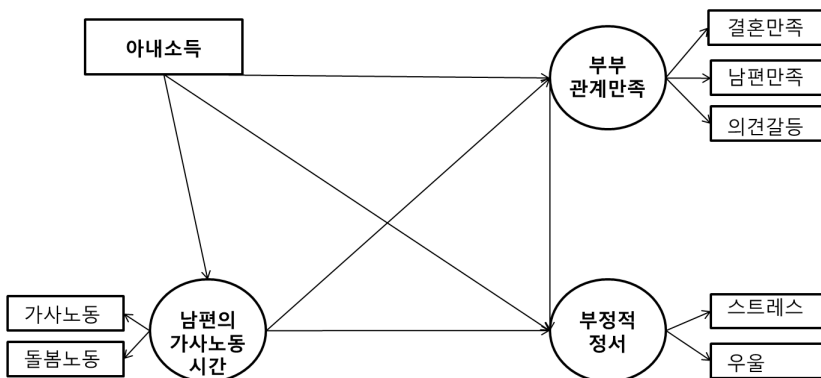 아내소득
부부
관계만족
결혼만족
남편만족
의견갈등
남편의
가사노동
시간
가사노동
돌봄노동
부정적
정서
스트레스
우울